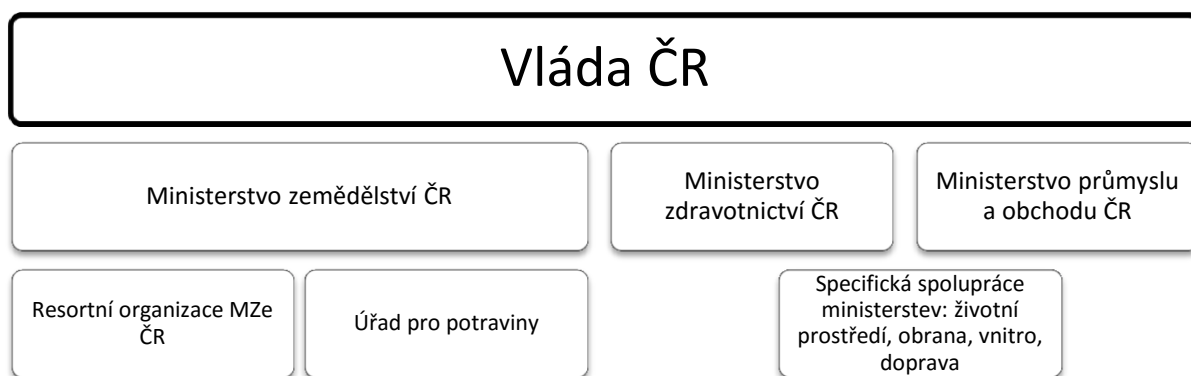 Vláda ČR
Ministerstvo zemědělství ČR
Ministerstvo
zdravotnictví ČR
Ministerstvo průmyslu
a obchodu ČR
Resortní organizace MZe
ČR
Úřad pro potraviny
Specifická spolupráce
ministerstev: životní
prostředí, obrana, vnitro,
doprava